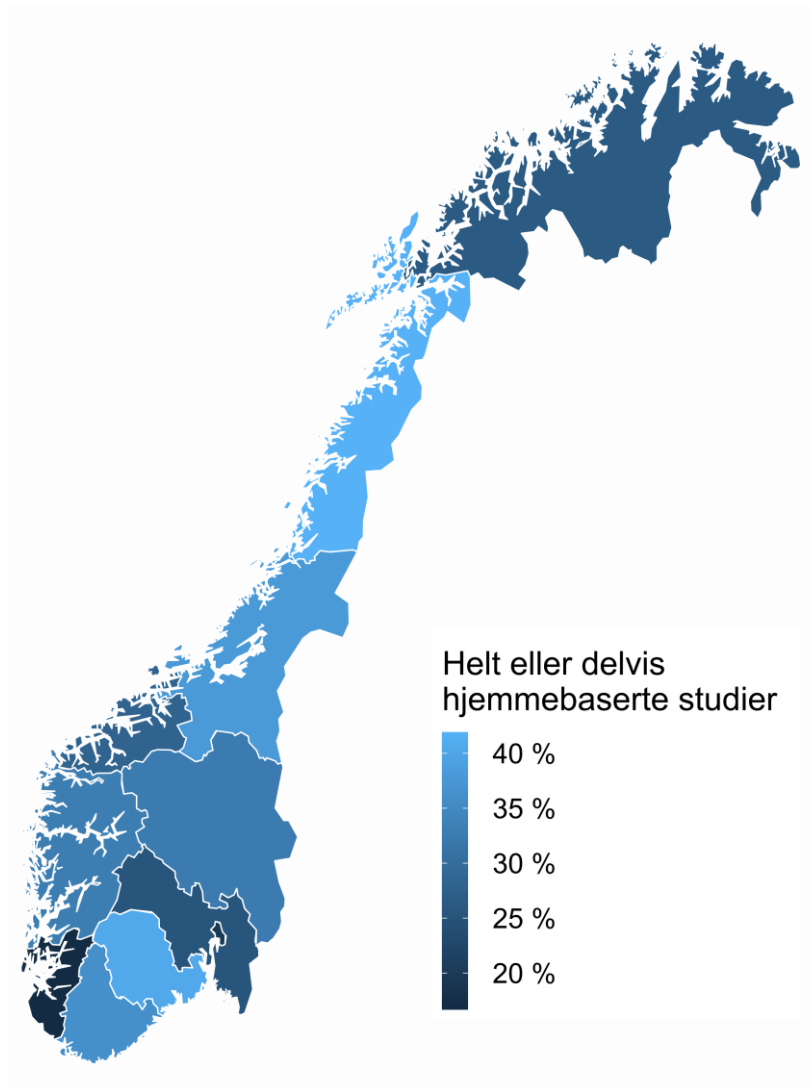 Helt eller delvis
hjemmebaserte studier
40 %
35 %
30 %
25 %
20 %